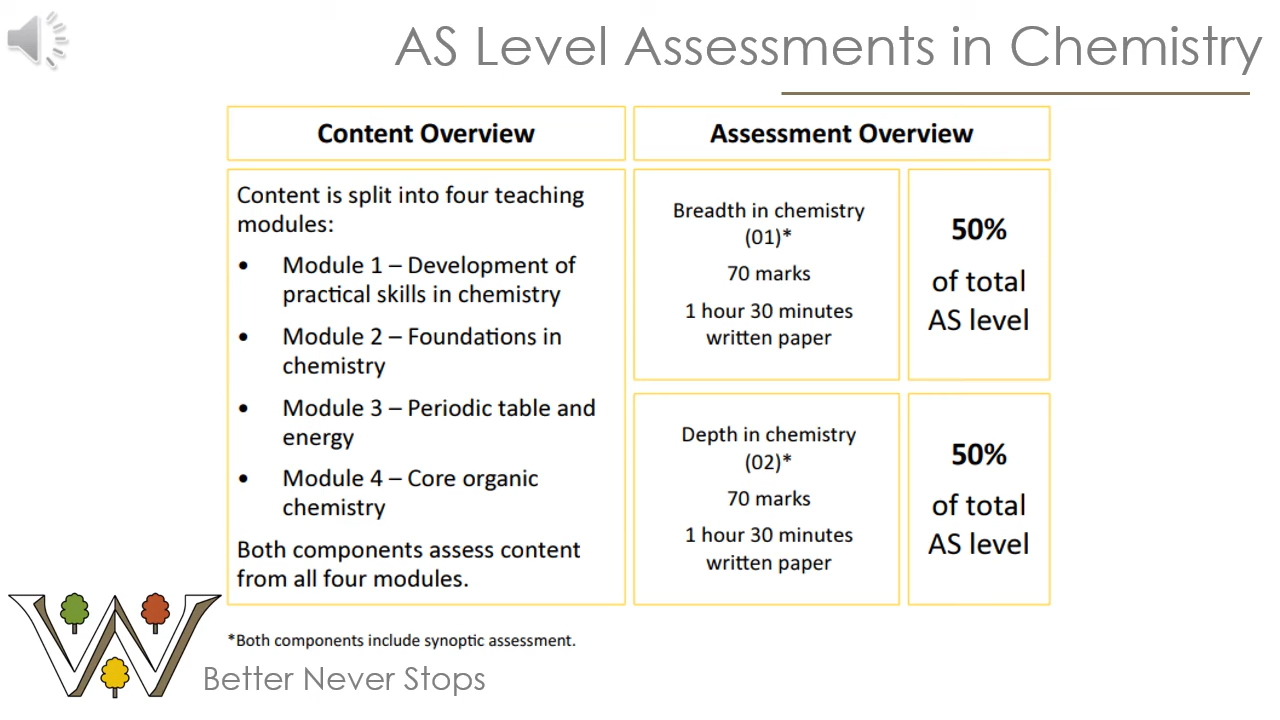 AS Level Assessments in Chemistry
Content Overview
Assessment Overview
Content is split into four teaching
modules:
• Module 1 – Development of
practical skills in chemistry
• Module 2 – Foundations in
chemistry
• Module 3 – Periodic table and
energy
• Module 4 – Core organic
chemistry
Both components assess content
from all four modules.
Breadth in chemistry
(01)*
70 marks
1 hour 30 minutes
written paper
50%
of total
AS level
Depth in chemistry
(02)*
70 marks
1 hour 30 minutes
written paper
50%
of total
AS level
*Both components include synoptic assessment.
W
Better Never Stops